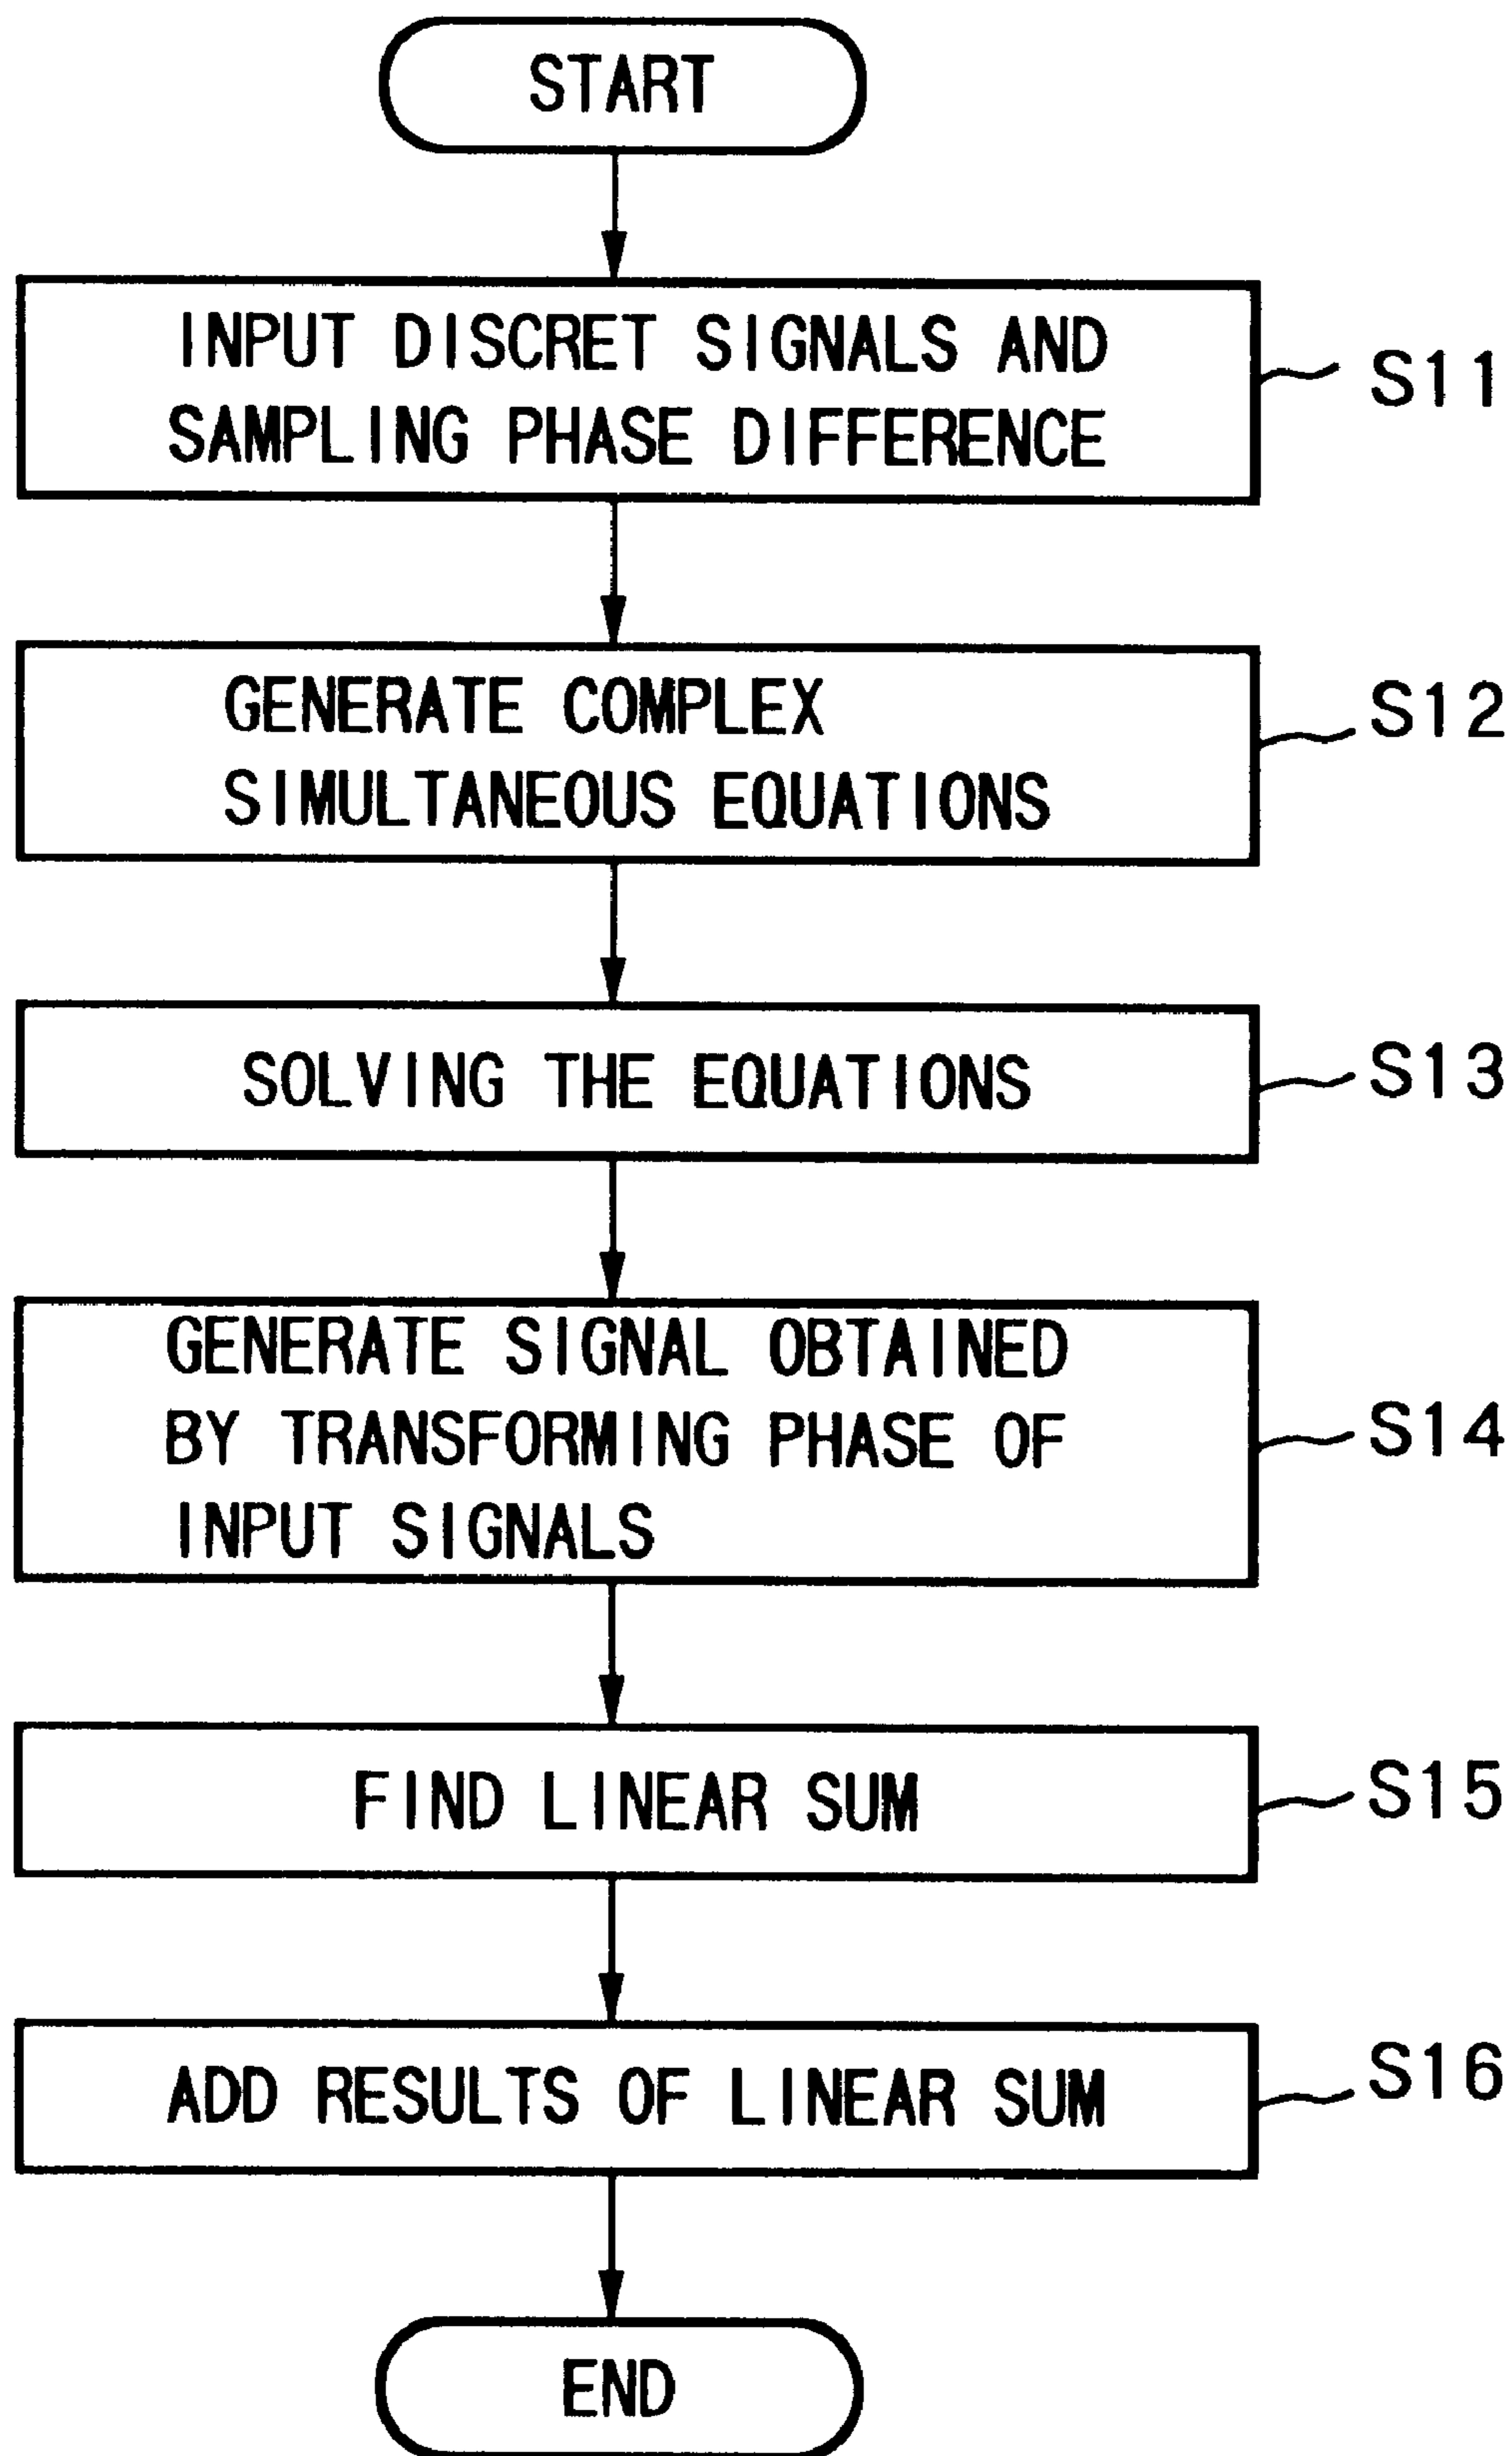 START
INPUT DISCRET SIGNALS AND
SAMPLING PHASE DIFFERENCE
S11
GENERATE COMPLEX
SIMULTANEOUS EQUATIONS
S12
SOLVING THE EQUATIONS
S13
GENERATE SIGNAL OBTAINED
BY TRANSFORMING PHASE OF
INPUT SIGNALS
S14
FIND LINEAR SUM
S15
ADD RESULTS OF LINEAR SUM
S16
END